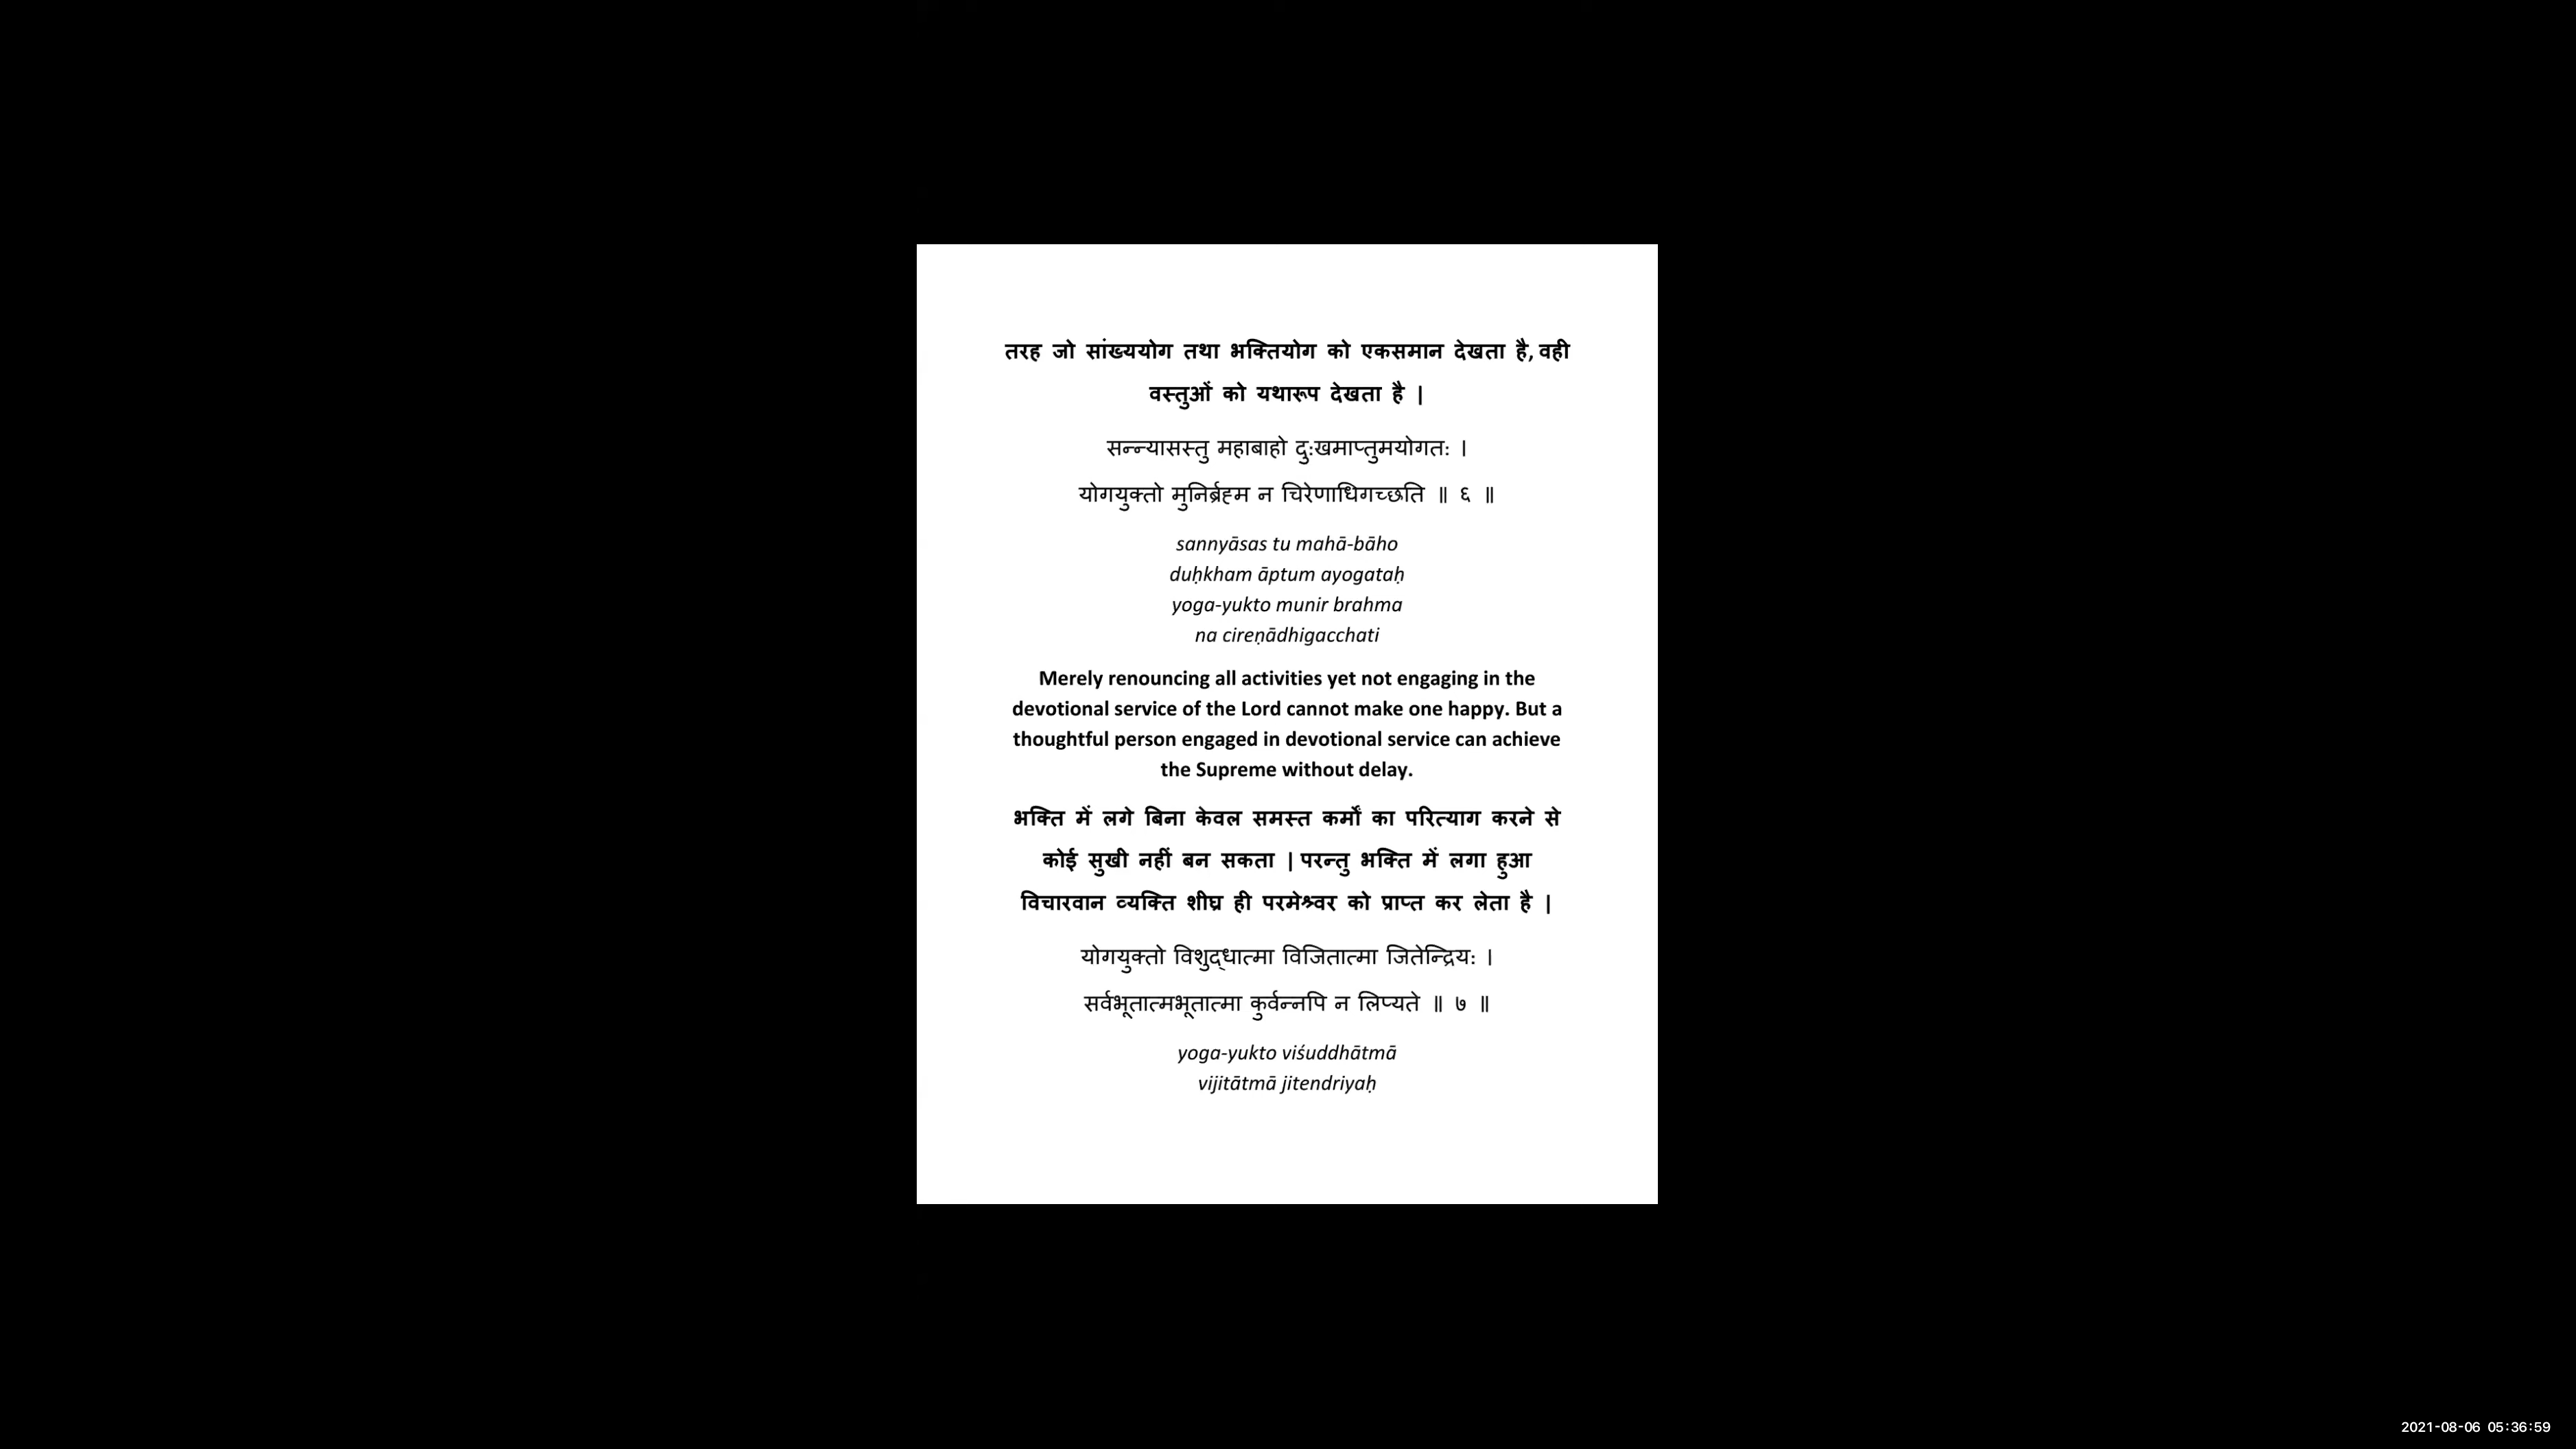 तरह जो सांख्ययोग तथा भक्तियोग को एकसमान देखता है, वही
वस्तुओं को यथारूप देखता है |
सन्न्यासस्तु महाबाहो दुःखमाप्तुमयोगतः ।
योगयुक्तो मुनिर्ब्रह्म न चिरेणाधिगच्छति ॥ ६ ॥
sannyāsas tu mahā-bāho
duḥkham āptum ayogataḥ
yoga-yukto munir brahma
na cireṇādhigacchati
Merely renouncing all activities yet not engaging in the
devotional service of the Lord cannot make one happy. But a
thoughtful person engaged in devotional service can achieve
the Supreme without delay.
भक्ति में लगे बिना केवल समस्त कर्मों का परित्याग करने से
कोई सुखी नहीं बन सकता | परन्तु भक्ति में लगा हुआ
विचारवान व्यक्ति शीघ्र ही परमेश्र्वर को प्राप्त कर लेता है |
योगयुक्तो विशुद्धात्मा विजितात्मा जितेन्द्रियः ।
सर्वभूतात्मभूतात्मा कुर्वन्नपि न लिप्यते ॥ ७ ॥
yoga-yukto viśuddhātmā
vijitātmā jitendriyaḥ
2021-08-06 05:36:59